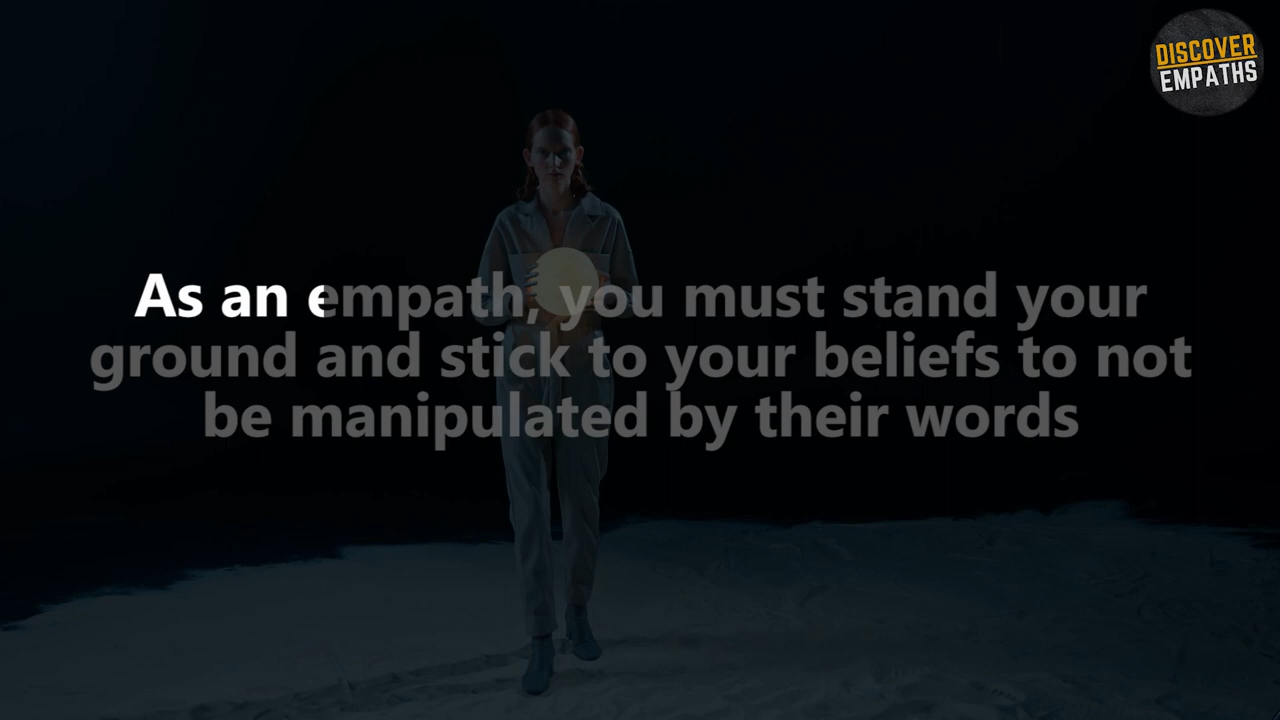 DISCOVER
EMPATHS
As an empath, you must stand your
ground and stick to your beliefs to not
be manipulated by their words